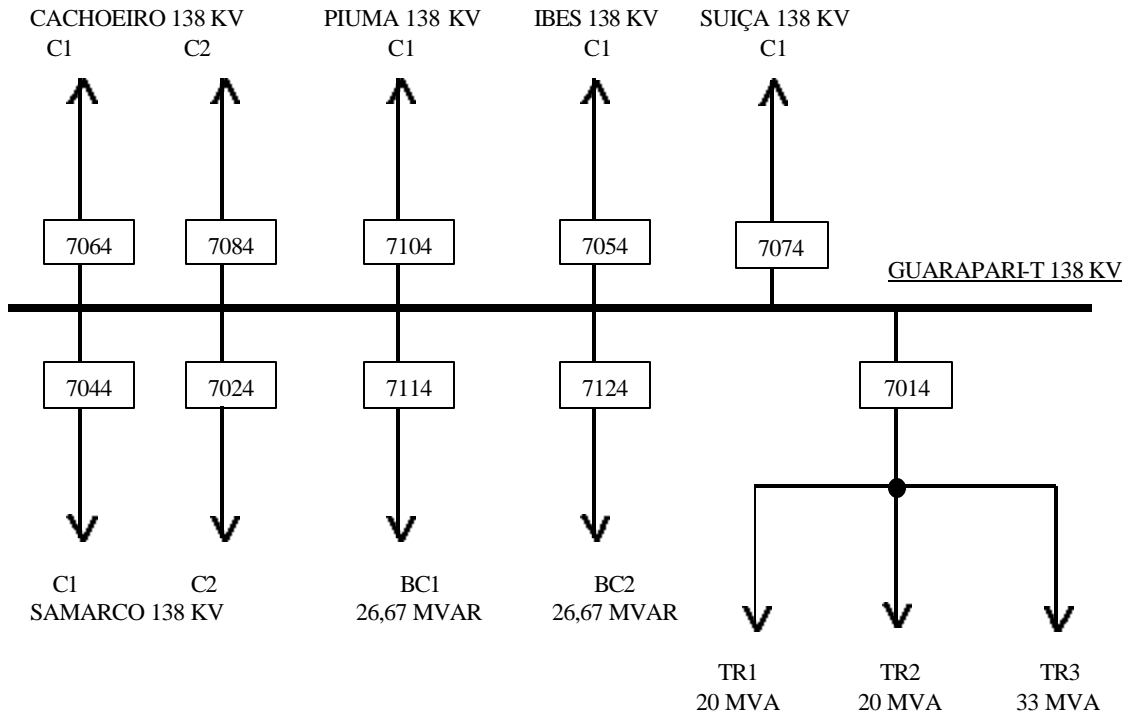 CACHOEIRO 138 KV PIUMA 138 KV IBES 138 KV SUIÇA 138 KV
C1 C2 C1 C1 C1
7064 7084 7104 7054 7074
GUARAPARI-T 138 KV
7044 7024 7114 7124 7014
C1 C2 BC1 BC2
SAMARCO 138 KV 26,67 MVAR 26,67 MVAR
TR1 TR2 TR3
20 MVA 20 MVA 33 MVA